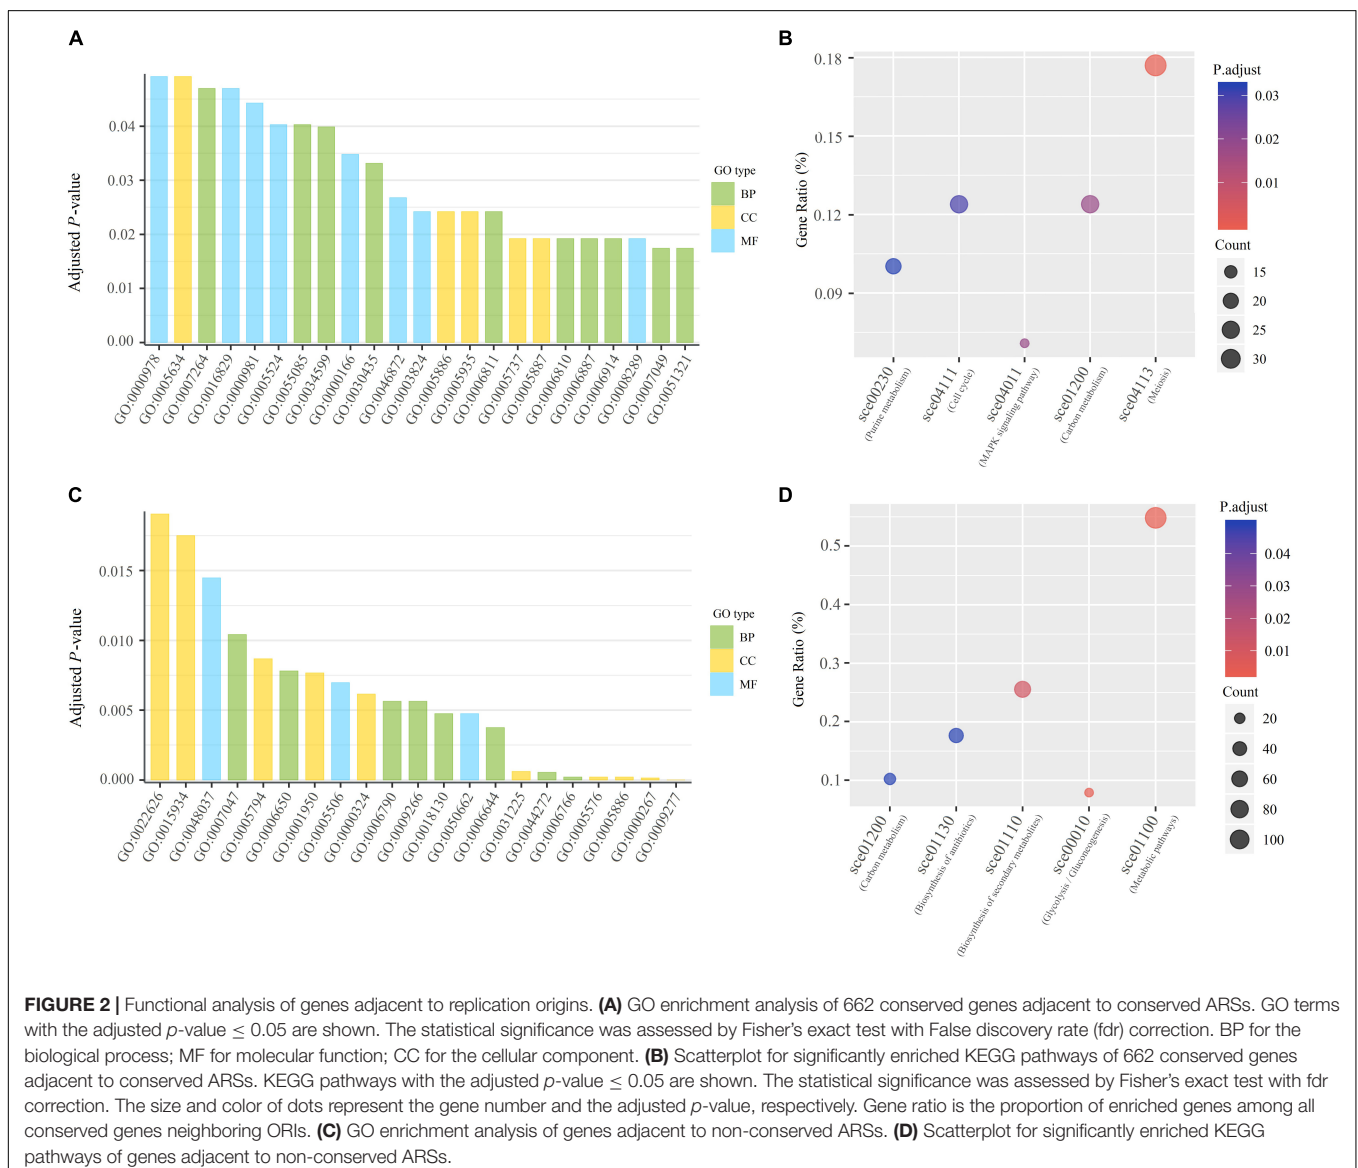 A
Adjusted P-value
0.04
0.03
0.02
0.01
0.00
GO:0000978
GO:0005634
GO:0007264
GO:0016829
GO:0000981
GO:0005524
GO:0055085
GO:0034599
GO:0000166
GO:0030435
GO:0046872
GO:0003824
GO:0005886
GO:0005935
GO:0006811
GO:0005737
GO:0005887
GO:0006810
GO:0006887
GO:0006914
GO:0008289
GO:0007049
GO:0051321
GO type
BP
CC
MF
B
Gene Ratio (%)
0.18
0.15
0.12
0.09
sce00230
(Purine metabolism)
sce04111
(Cell cycle)
sce04011
(MAPK signaling pathway)
sce01200
(Carbon metabolism)
sce04113
(Meiosis)
P.adjust
0.03
0.02
0.01
Count
15
20
25
30
C
Adjusted P-value
0.015
0.010
0.005
0.000
GO:0022626
GO:0015934
GO:0048037
GO:0007047
GO:0005794
GO:0006650
GO:0001950
GO:0005506
GO:0000324
GO:0006790
GO:0009266
GO:0018130
GO:0050662
GO:0006644
GO:0031225
GO:0044272
GO:0006766
GO:0005576
GO:0005886
GO:0000267
GO:0009277
GO type
BP
CC
MF
D
Gene Ratio (%)
0.5
0.4
0.3
0.2
0.1
sce01200
(Carbon metabolism)
sce01130
(Biosynthesis of antibiotics)
sce01110
(Biosynthesis of secondary metabolites)
sce00010
(Glycolysis / Gluconeogenesis)
sce01100
(Metabolic pathways)
P.adjust
0.04
0.03
0.02
0.01
Count
20
40
60
80
100
FIGURE 2 | Functional analysis of genes adjacent to replication origins. (A) GO enrichment analysis of 662 conserved genes adjacent to conserved ARSs. GO terms
with the adjusted p-value ≤ 0.05 are shown. The statistical significance was assessed by Fisher's exact test with False discovery rate (fdr) correction. BP for the
biological process; MF for molecular function; CC for the cellular component. (B) Scatterplot for significantly enriched KEGG pathways of 662 conserved genes
adjacent to conserved ARSs. KEGG pathways with the adjusted p-value ≤ 0.05 are shown. The statistical significance was assessed by Fisher's exact test with fdr
correction. The size and color of dots represent the gene number and the adjusted p-value, respectively. Gene ratio is the proportion of enriched genes among all
conserved genes neighboring ORIs. (C) GO enrichment analysis of genes adjacent to non-conserved ARSs. (D) Scatterplot for significantly enriched KEGG
pathways of genes adjacent to non-conserved ARSs.